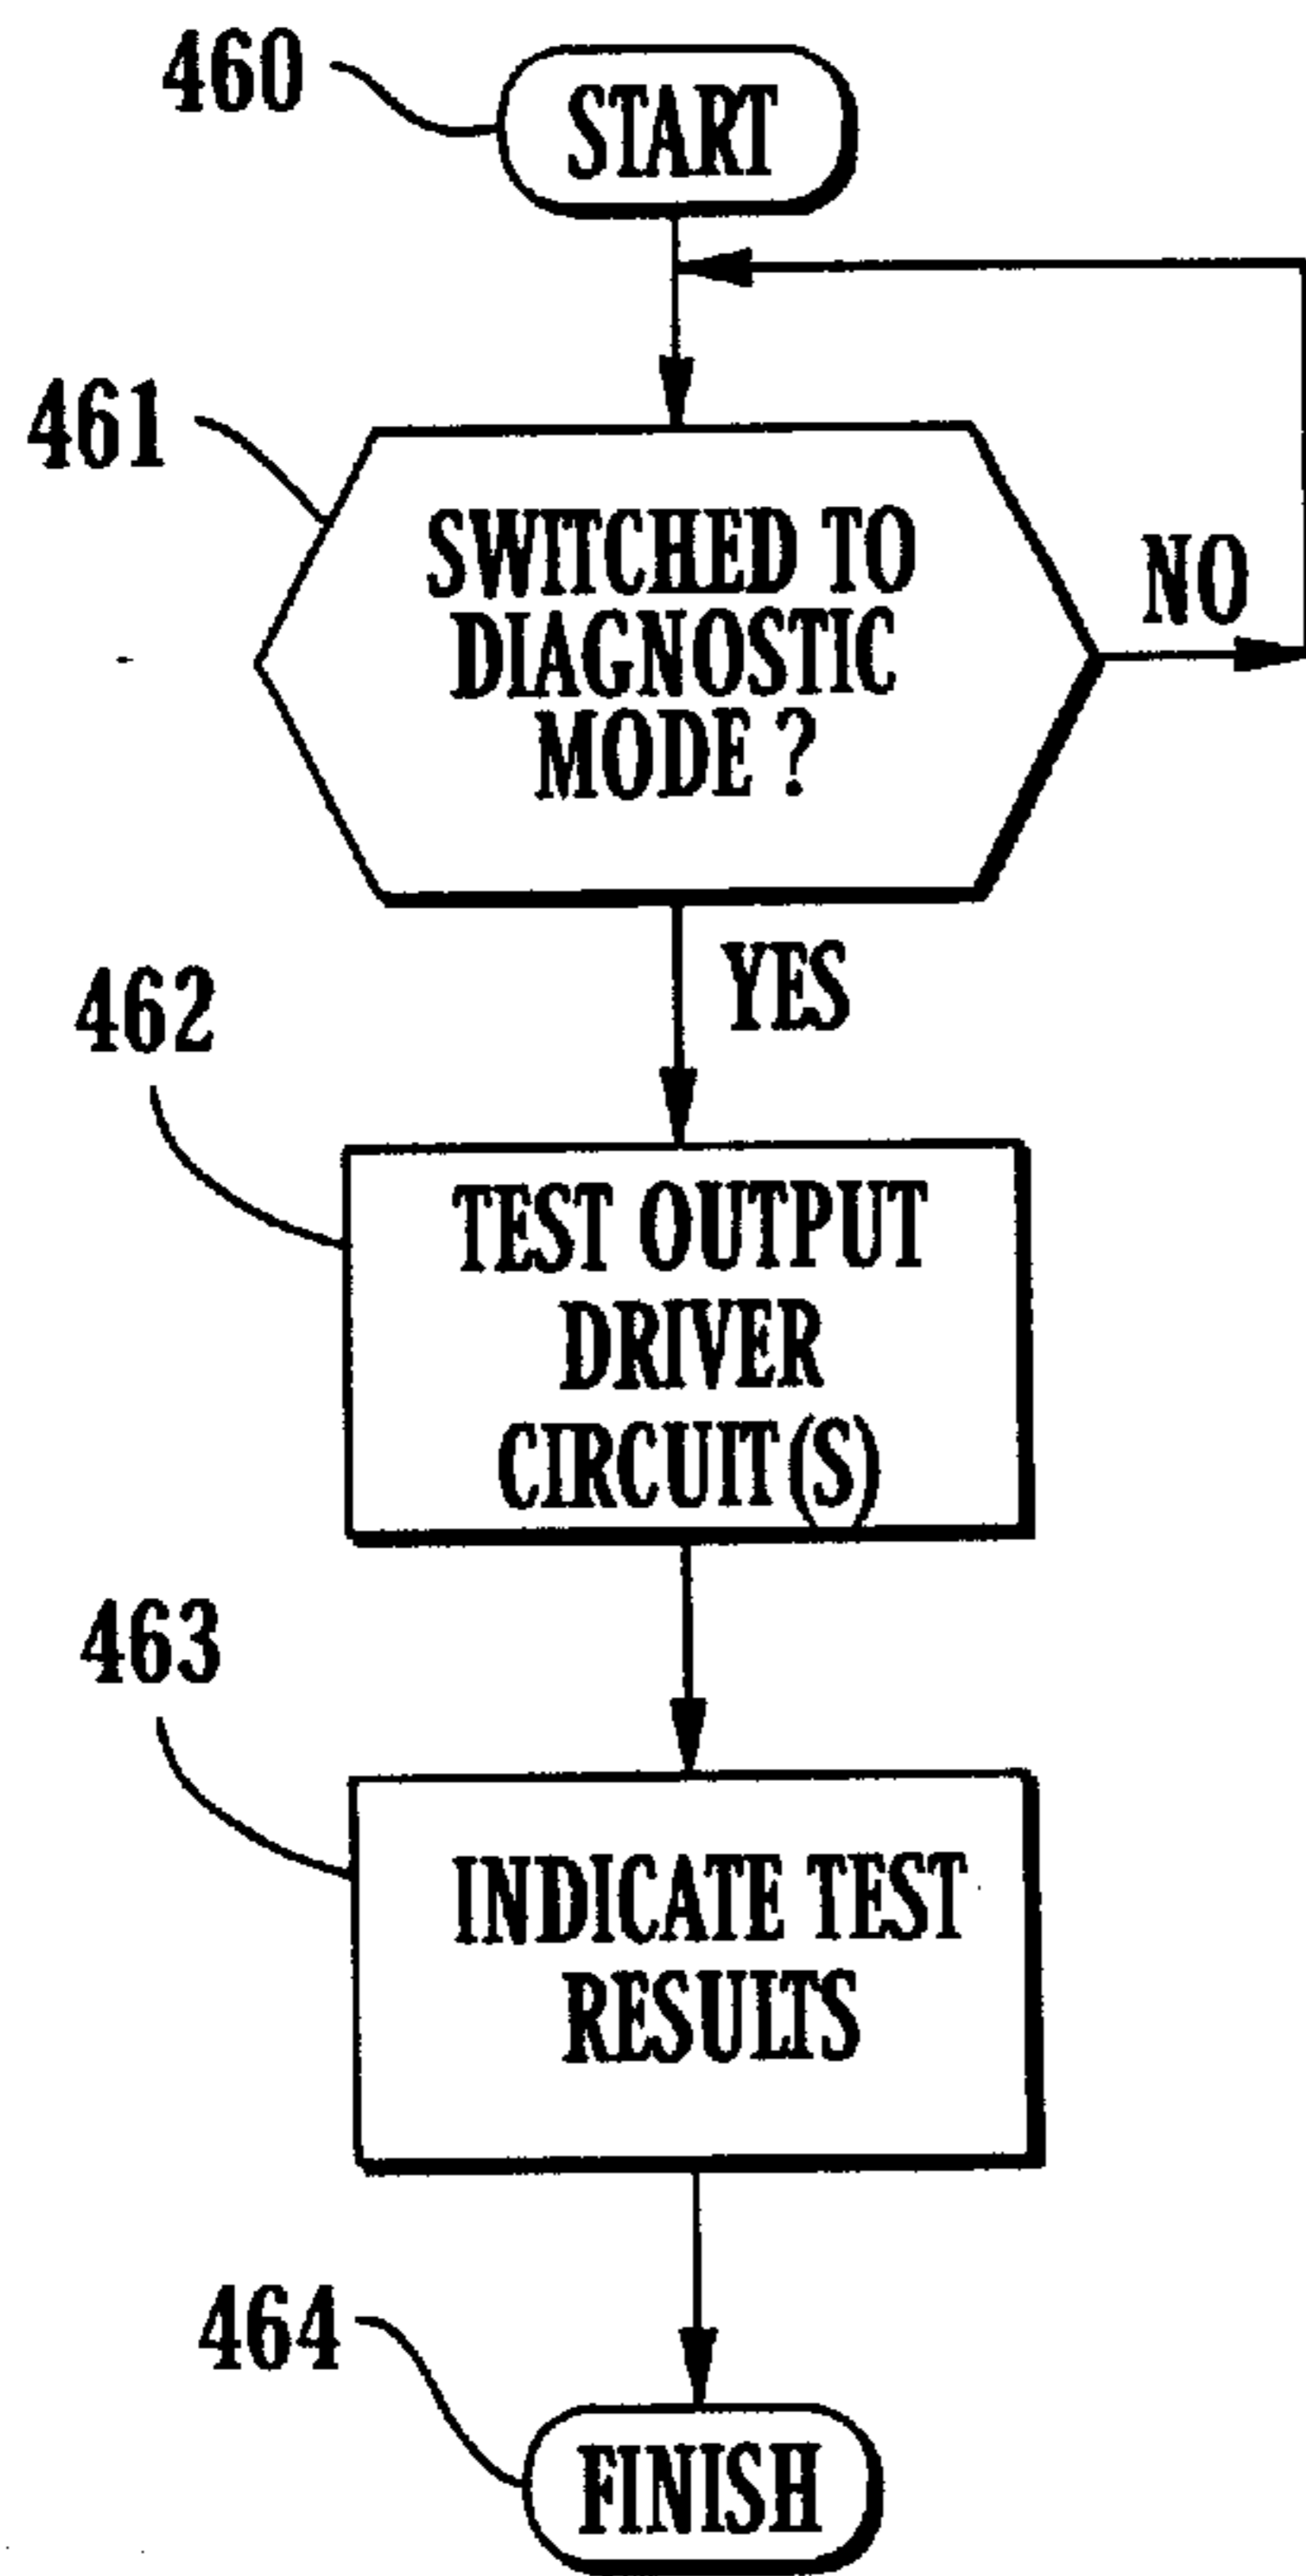 460
START
461
SWITCHED TO
DIAGNOSTIC
MODE ?
NO
YES
462
TEST OUTPUT
DRIVER
CIRCUIT(S)
463
INDICATE TEST
RESULTS
464
FINISH